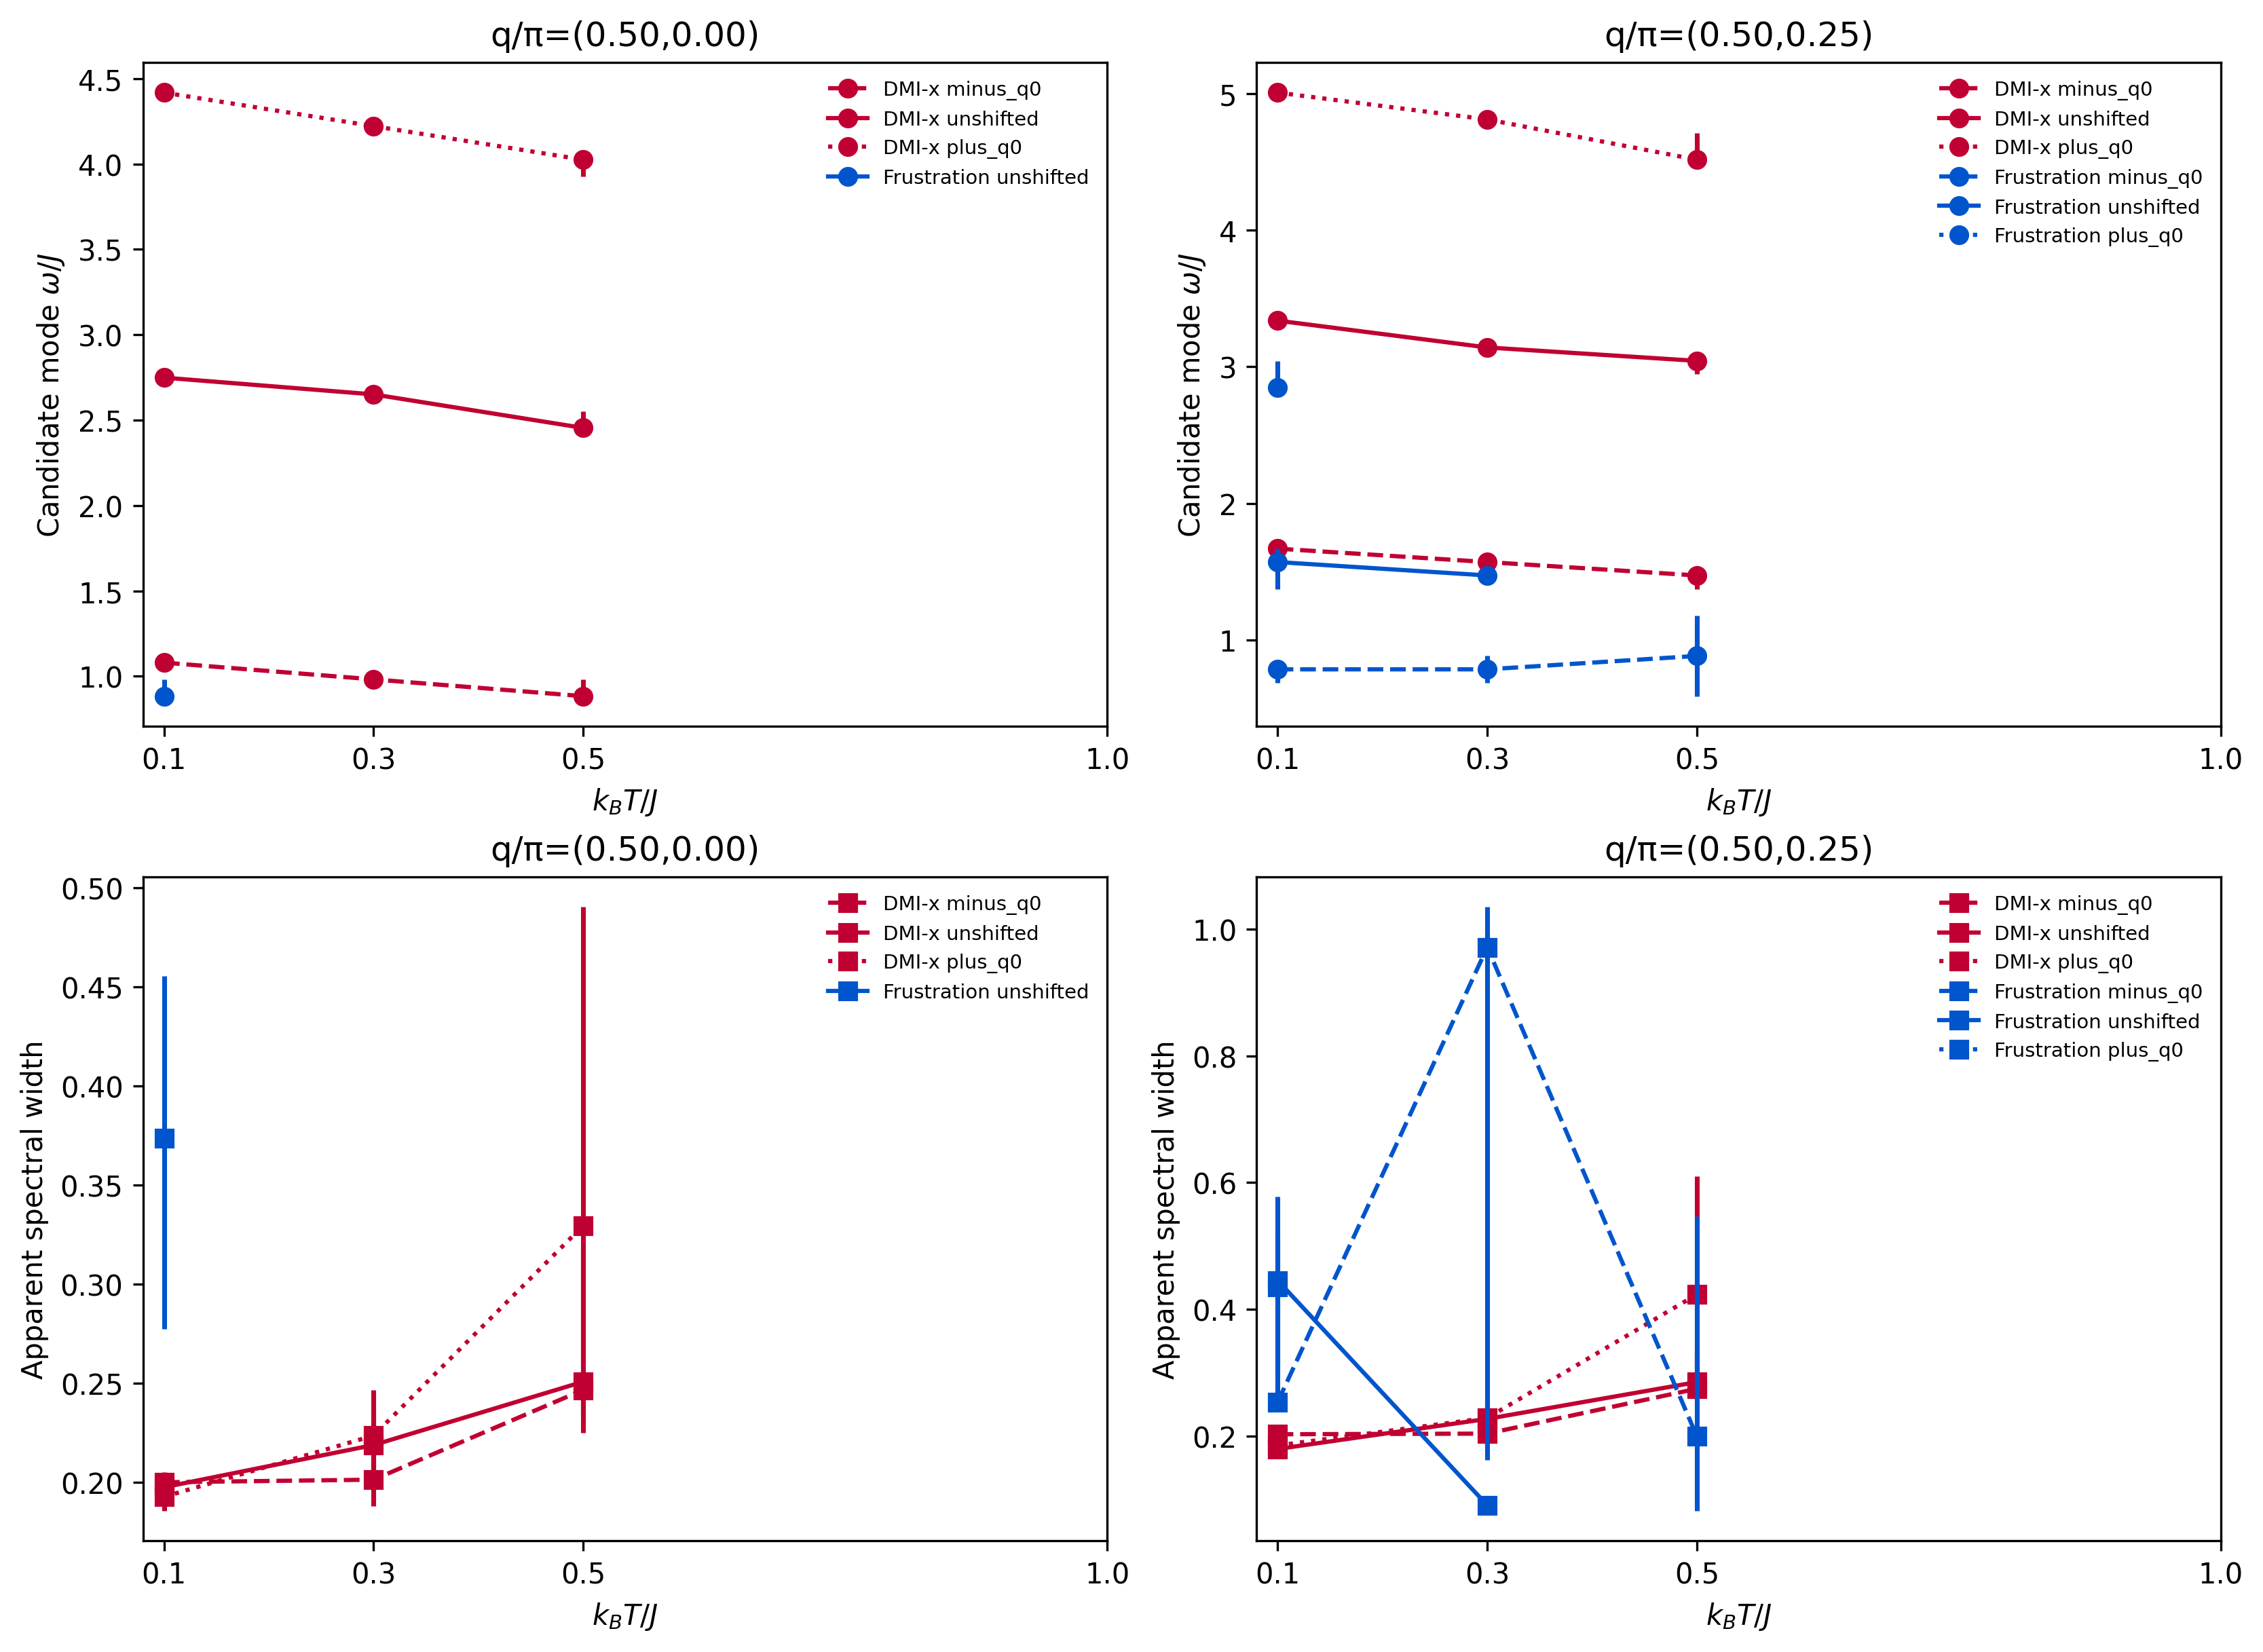 q/π=(0.50,0.00)
Candidate mode ω/J
4.5
4.0
3.5
3.0
2.5
2.0
1.5
1.0
DMI-x minus_q0
DMI-x unshifted
DMI-x plus_q0
Frustration unshifted
0.1 0.3 0.5 1.0
k_BT/J
q/π=(0.50,0.25)
Candidate mode ω/J
5
4
3
2
1
DMI-x minus_q0
DMI-x unshifted
DMI-x plus_q0
Frustration minus_q0
Frustration unshifted
Frustration plus_q0
0.1 0.3 0.5 1.0
k_BT/J
q/π=(0.50,0.00)
Apparent spectral width
0.50
0.45
0.40
0.35
0.30
0.25
0.20
DMI-x minus_q0
DMI-x unshifted
DMI-x plus_q0
Frustration unshifted
0.1 0.3 0.5 1.0
k_BT/J
q/π=(0.50,0.25)
Apparent spectral width
1.0
0.8
0.6
0.4
0.2
DMI-x minus_q0
DMI-x unshifted
DMI-x plus_q0
Frustration minus_q0
Frustration unshifted
Frustration plus_q0
0.1 0.3 0.5 1.0
k_BT/J